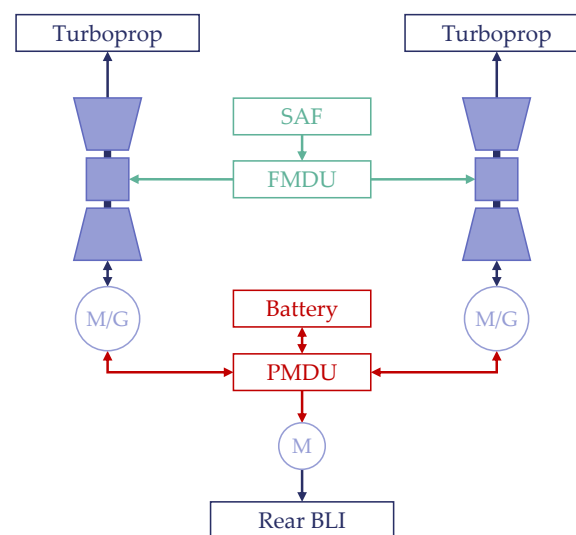 Turboprop
Turboprop
SAF
FMDU
M/G
Battery
M/G
PMDU
M
Rear BLI